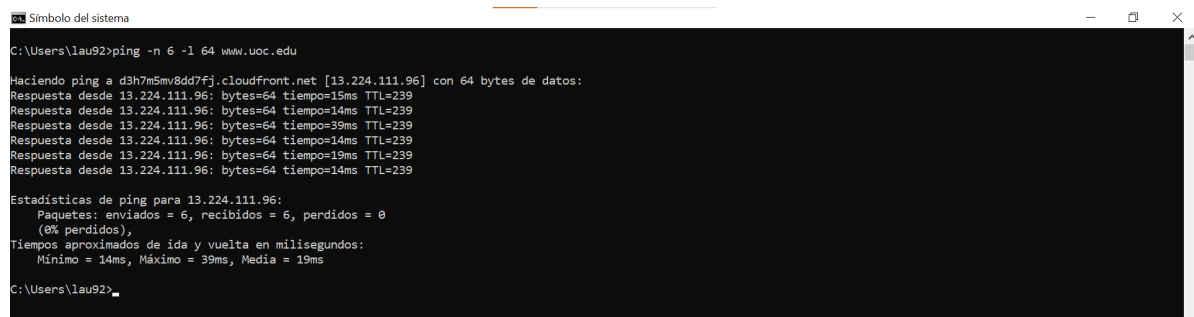 Símbolo del sistema
C:\Users\lau92>ping -n 6 -l 64 www.uoc.edu
Haciendo ping a d3h7m5mv8dd7fj.cloudfront.net [13.224.111.96] con 64 bytes de datos:
Respuesta desde 13.224.111.96: bytes=64 tiempo=15ms TTL=239
Respuesta desde 13.224.111.96: bytes=64 tiempo=14ms TTL=239
Respuesta desde 13.224.111.96: bytes=64 tiempo=39ms TTL=239
Respuesta desde 13.224.111.96: bytes=64 tiempo=14ms TTL=239
Respuesta desde 13.224.111.96: bytes=64 tiempo=19ms TTL=239
Respuesta desde 13.224.111.96: bytes=64 tiempo=14ms TTL=239
Estadísticas de ping para 13.224.111.96:
Paquetes: enviados = 6, recibidos = 6, perdidos = 0
(0% perdidos),
Tiempos aproximados de ida y vuelta en milisegundos:
Mínimo = 14ms, Máximo = 39ms, Media = 19ms
C:\Users\lau92>